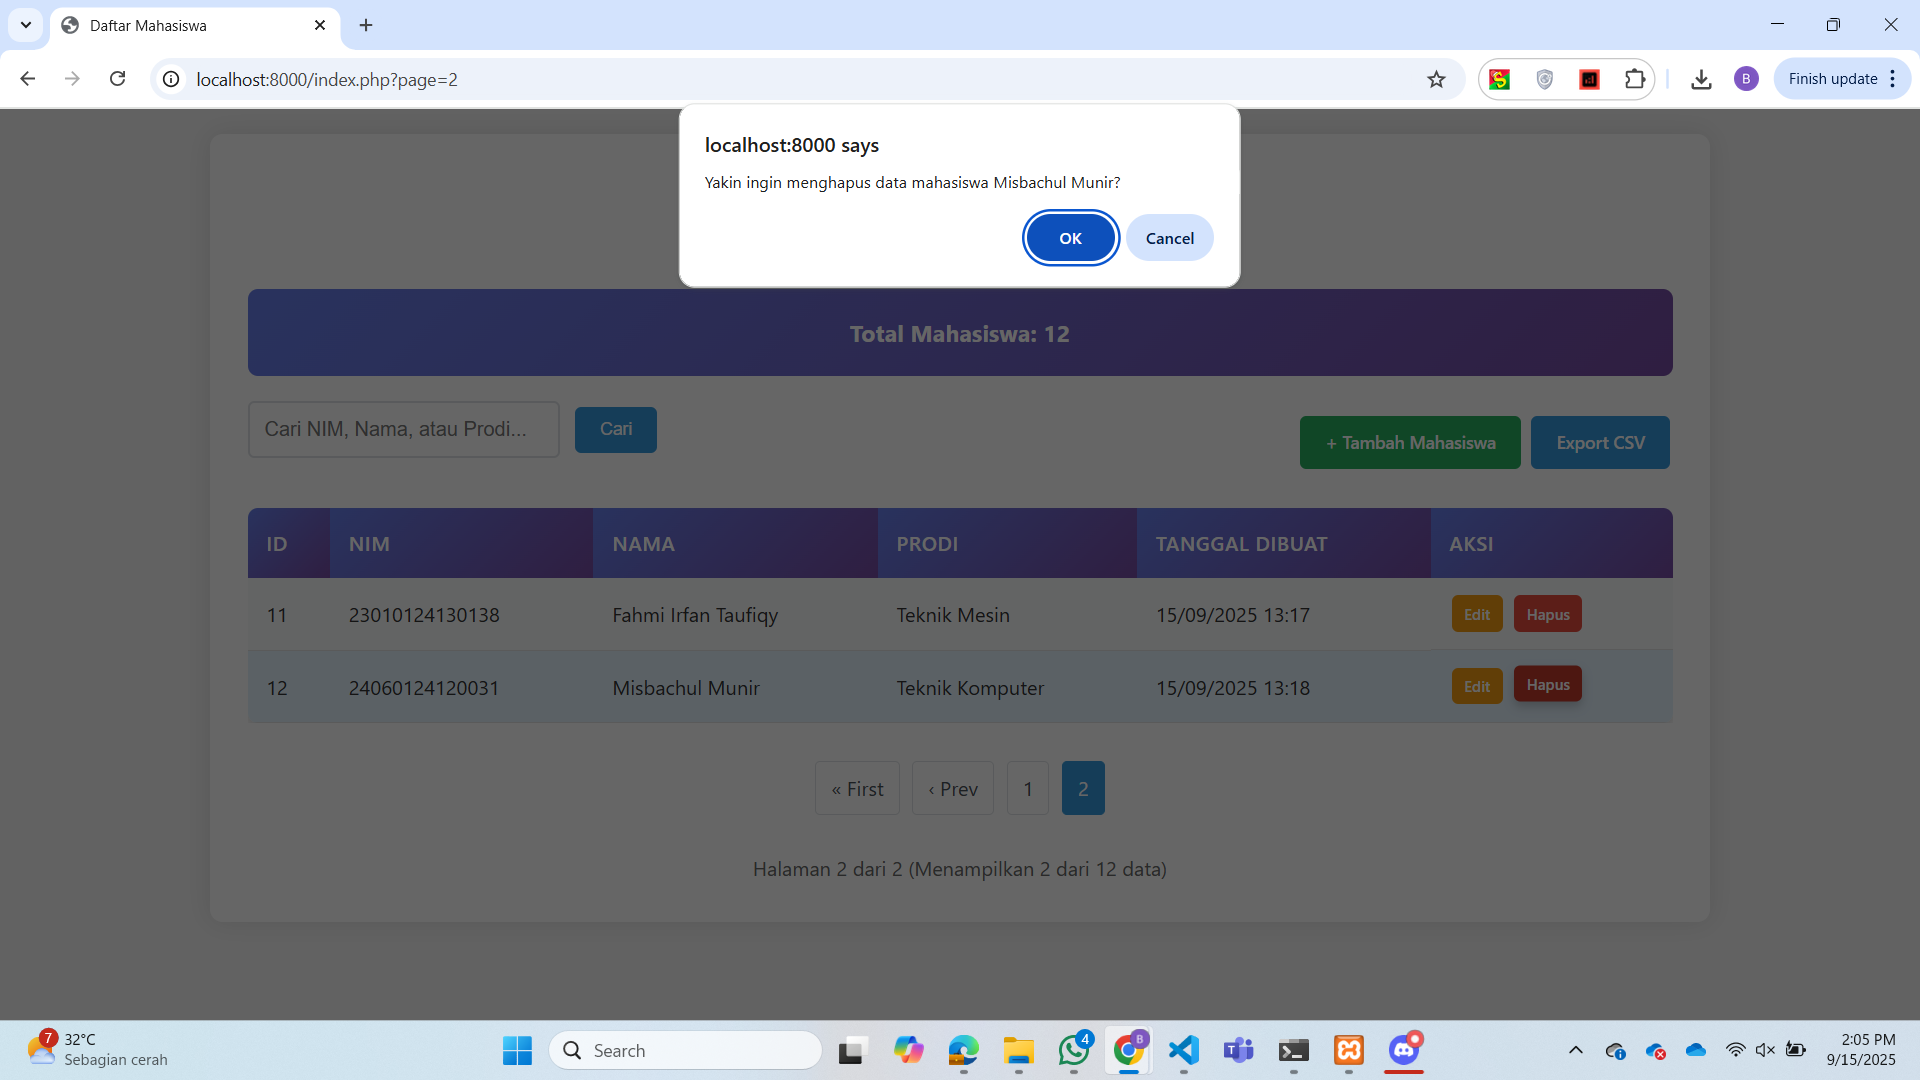 Daftar Mahasiswa
localhost:8000/index.php?page=2
B
Finish update
localhost:8000 says
Yakin ingin menghapus data mahasiswa Misbachul Munir?
OK
Cancel
Total Mahasiswa: 12
Cari NIM, Nama, atau Prodi...
Cari
+ Tambah Mahasiswa
Export CSV
ID NIM NAMA PRODI TANGGAL DIBUAT AKSI
11 23010124130138 Fahmi Irfan Taufiqy Teknik Mesin 15/09/2025 13:17 Edit Hapus
12 24060124120031 Misbachul Munir Teknik Komputer 15/09/2025 13:18 Edit Hapus
« First ‹ Prev 1 2
Halaman 2 dari 2 (Menampilkan 2 dari 12 data)
7
32°C
Sebagian cerah
Search
4
B
2:05 PM
9/15/2025